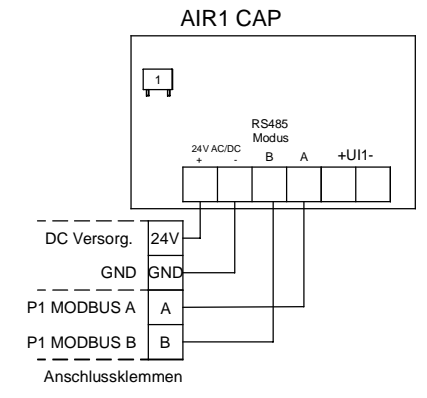 AIR1 CAP
1
RS485
Modus
24V AC/DC
+ - B A +UI1-
DC Versorg. 24V
GND GND
P1 MODBUS A A
P1 MODBUS B B
Anschlussklemmen